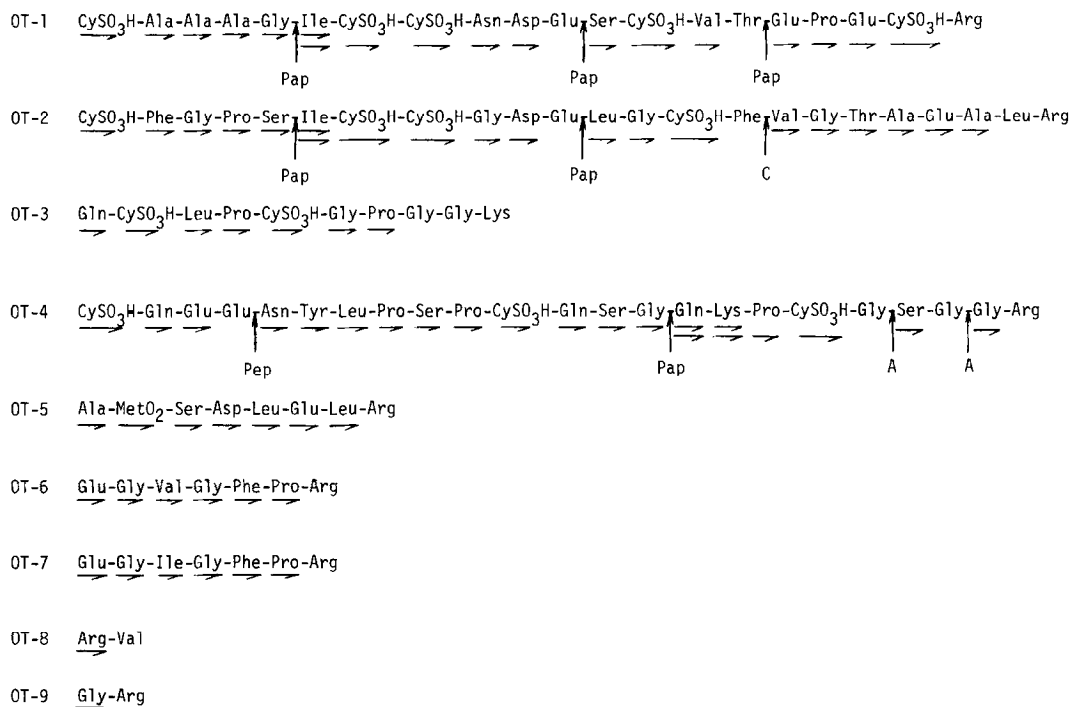 OT-1 CySO3H-Ala-Ala-Ala-Gly-Ile-CySO3H-CySO3H-Asn-Asp-Glu-Ser-CySO3H-Val-Thr-Glu-Pro-Glu-CySO3H-Arg
Pap Pap Pap
OT-2 CySO3H-Phe-Gly-Pro-Ser-Ile-CySO3H-CySO3H-Gly-Asp-Glu-Leu-Gly-CySO3H-Phe-Val-Gly-Thr-Ala-Glu-Ala-Leu-Arg
Pap Pap C
OT-3 Gln-CySO3H-Leu-Pro-CySO3H-Gly-Pro-Gly-Gly-Lys
OT-4 CySO3H-Gln-Glu-Glu-Asn-Tyr-Leu-Pro-Ser-Pro-CySO3H-Gln-Ser-Gly-Gln-Lys-Pro-CySO3H-Gly-Ser-Gly-Gly-Arg
Pep Pap A A
OT-5 Ala-MetO2-Ser-Asp-Leu-Glu-Leu-Arg
OT-6 Glu-Gly-Val-Gly-Phe-Pro-Arg
OT-7 Glu-Gly-Ile-Gly-Phe-Pro-Arg
OT-8 Arg-Val
OT-9 Gly-Arg